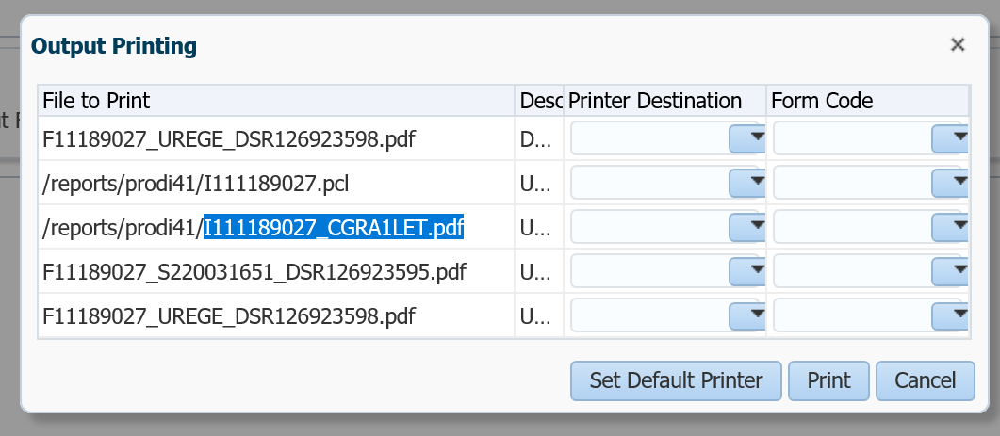 Output Printing
File to Print Desc Printer Destination Form Code
F11189027_UREGE_DSR126923598.pdf D...
/reports/prodi41/I111189027.pcl U...
/reports/prodi41/I111189027_CGRA1LET.pdf U...
F11189027_S220031651_DSR126923595.pdf U...
F11189027_UREGE_DSR126923598.pdf U...
Set Default Printer Print Cancel